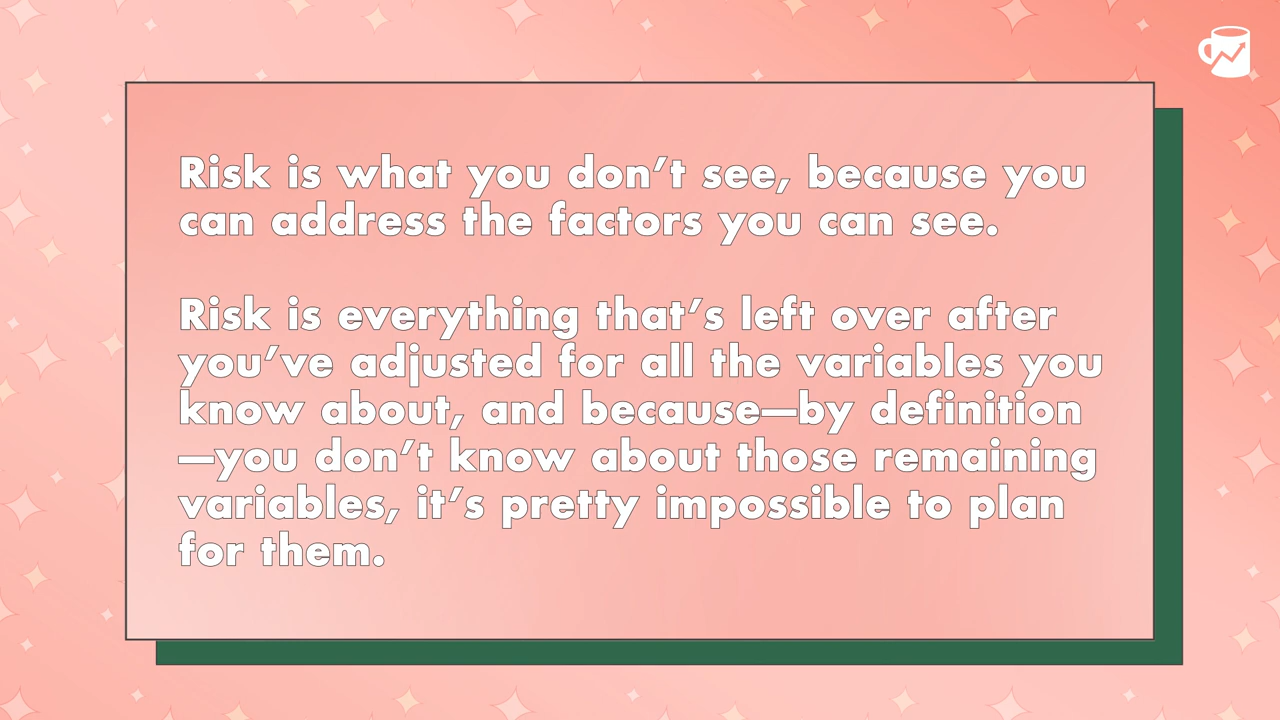 Risk is what you don’t see, because you
can address the factors you can see.
Risk is everything that’s left over after
you’ve adjusted for all the variables you
know about, and because—by definition
—you don’t know about those remaining
variables, it’s pretty impossible to plan
for them.